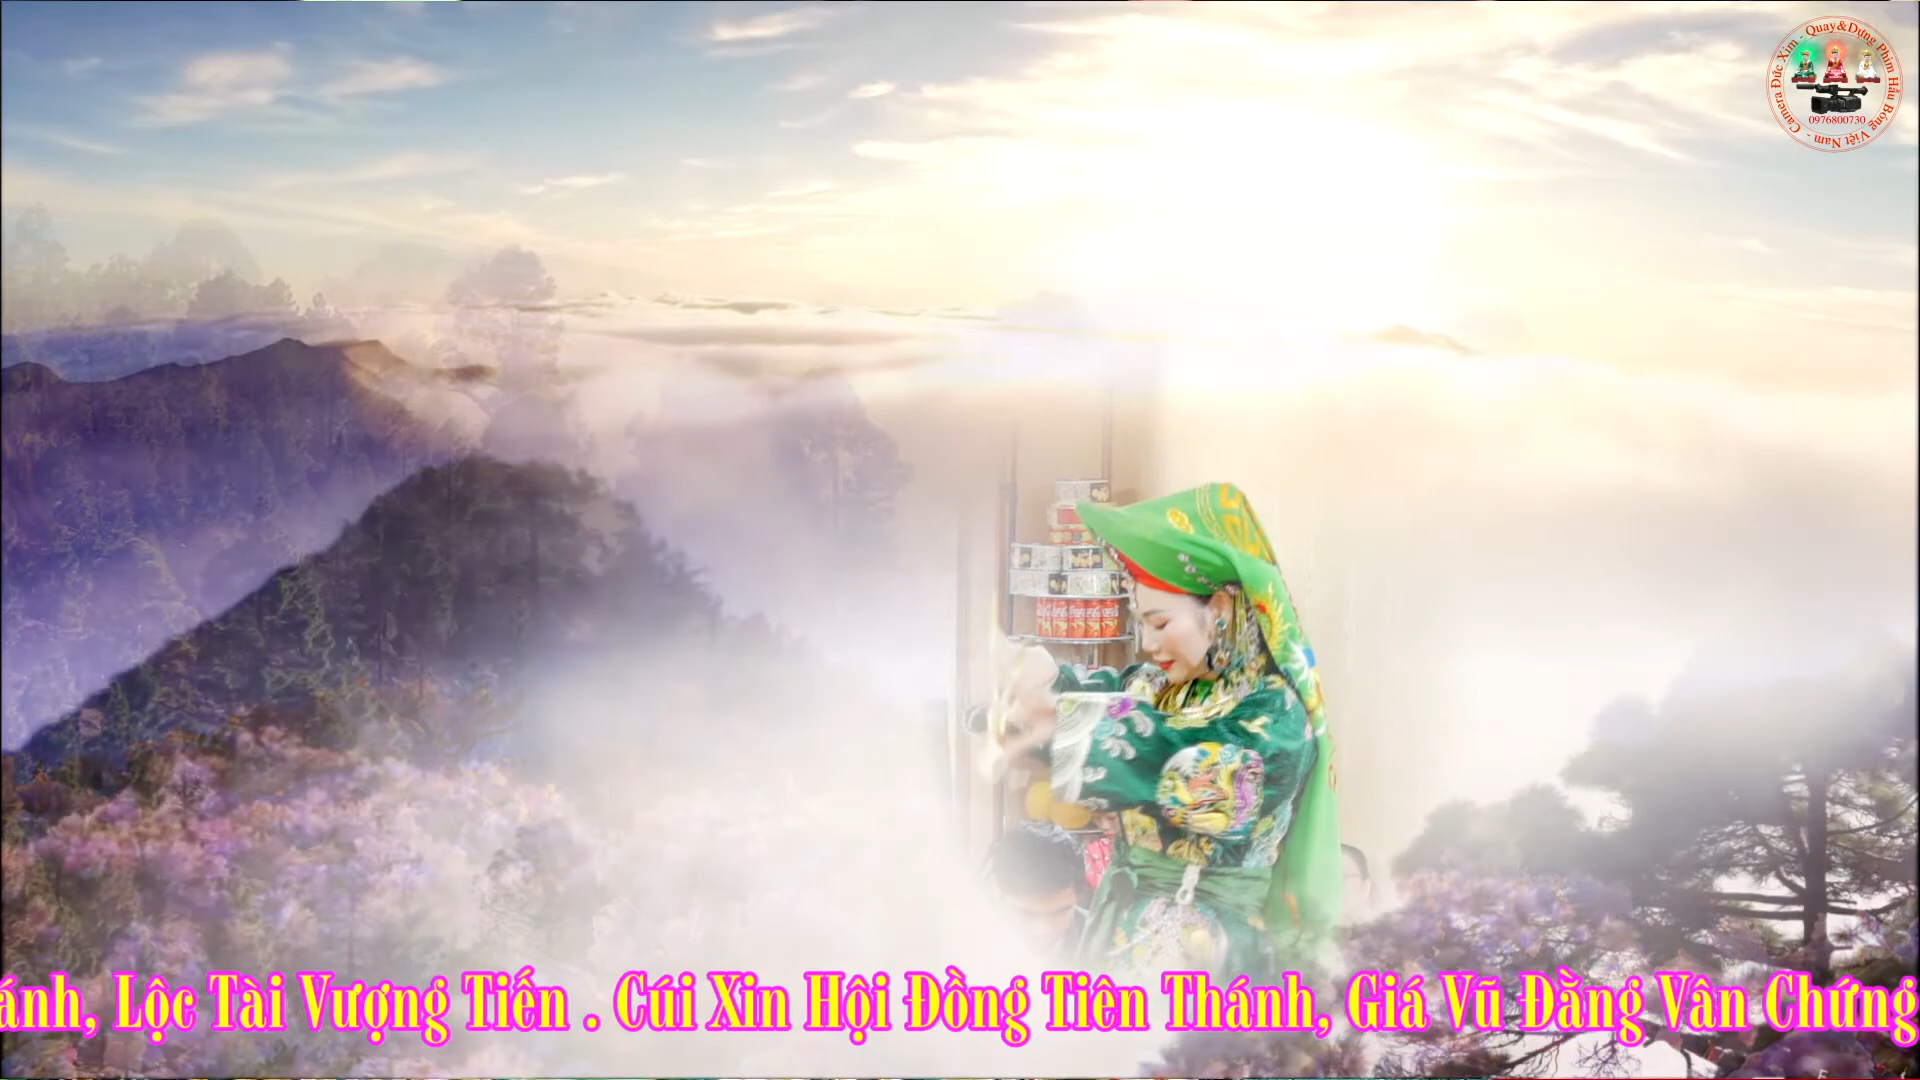 Camera Đức Xim - Quay&Dựng Phim Hầu Bóng Việt Nam -
0976800730
ánh, Lộc Tài Vượng Tiến . Cúi Xin Hội Đồng Tiên Thánh, Giá Vũ Đằng Vân Chứng